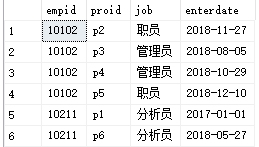 empid proid job enterdate
1 10102 p2 职员 2018-11-27
2 10102 p3 管理员 2018-08-05
3 10102 p4 管理员 2018-10-29
4 10102 p5 职员 2018-12-10
5 10211 p1 分析员 2017-01-01
6 10211 p6 分析员 2018-05-27